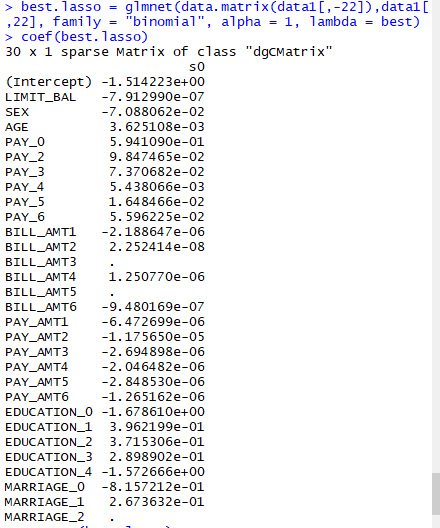 > best.lasso = glmnet(data.matrix(data1[,-22]),data1[
,22], family = "binomial", alpha = 1, lambda = best)
> coef(best.lasso)
30 x 1 sparse Matrix of class "dgCMatrix"
s0
(Intercept) -1.514223e+00
LIMIT_BAL -7.912990e-07
SEX -7.088062e-02
AGE 3.625108e-03
PAY_0 5.941090e-01
PAY_2 9.847465e-02
PAY_3 7.370682e-02
PAY_4 5.438066e-03
PAY_5 1.648466e-02
PAY_6 5.596225e-02
BILL_AMT1 -2.188647e-06
BILL_AMT2 2.252414e-08
BILL_AMT3 .
BILL_AMT4 1.250770e-06
BILL_AMT5 .
BILL_AMT6 -9.480169e-07
PAY_AMT1 -6.472699e-06
PAY_AMT2 -1.175650e-05
PAY_AMT3 -2.694898e-06
PAY_AMT4 -2.046482e-06
PAY_AMT5 -2.848530e-06
PAY_AMT6 -1.265162e-06
EDUCATION_0 -1.678610e+00
EDUCATION_1 3.962199e-01
EDUCATION_2 3.715306e-01
EDUCATION_3 2.898902e-01
EDUCATION_4 -1.572666e+00
MARRIAGE_0 -8.157212e-01
MARRIAGE_1 2.673632e-01
MARRIAGE_2 .